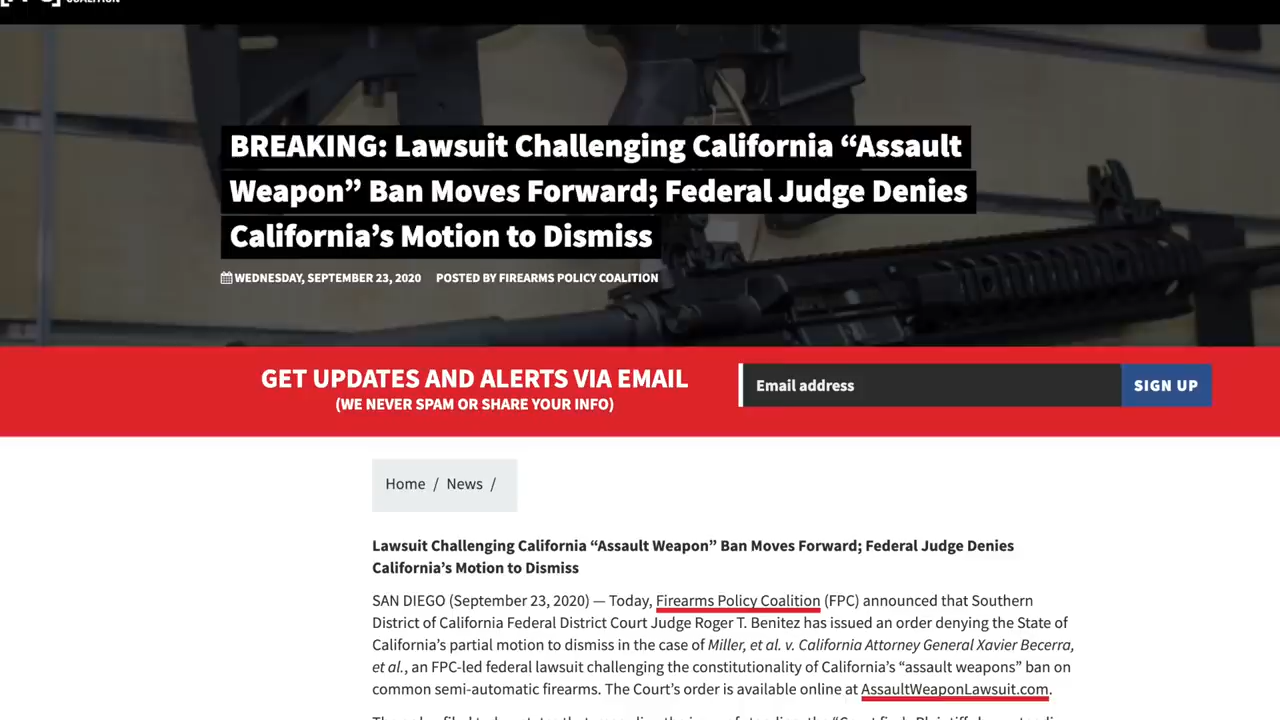 BREAKING: Lawsuit Challenging California “Assault
Weapon” Ban Moves Forward; Federal Judge Denies
California’s Motion to Dismiss
WEDNESDAY, SEPTEMBER 23, 2020 POSTED BY FIREARMS POLICY COALITION
GET UPDATES AND ALERTS VIA EMAIL
(WE NEVER SPAM OR SHARE YOUR INFO)
Email address
SIGN UP
Home / News /
Lawsuit Challenging California “Assault Weapon” Ban Moves Forward; Federal Judge Denies
California’s Motion to Dismiss
SAN DIEGO (September 23, 2020) — Today, Firearms Policy Coalition (FPC) announced that Southern
District of California Federal District Court Judge Roger T. Benitez has issued an order denying the State of
California’s partial motion to dismiss in the case of Miller, et al. v. California Attorney General Xavier Becerra,
et al., an FPC-led federal lawsuit challenging the constitutionality of California’s “assault weapons” ban on
common semi-automatic firearms. The Court’s order is available online at AssaultWeaponLawsuit.com.